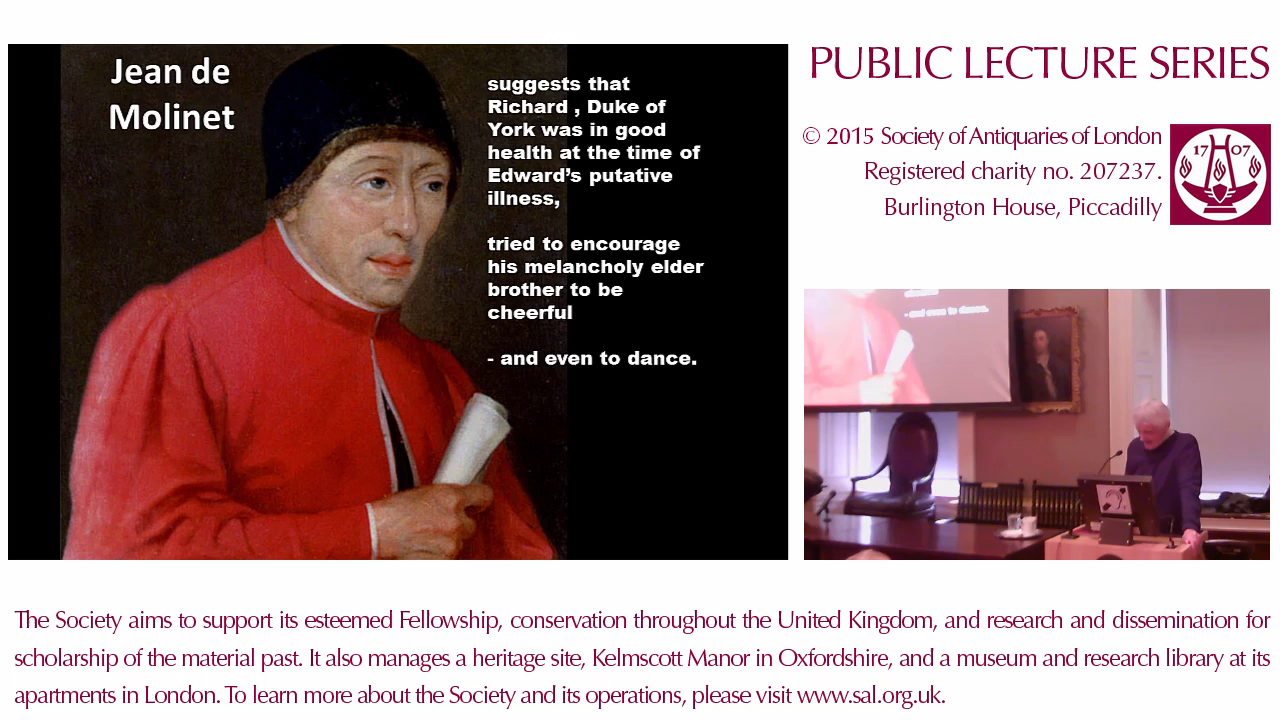 Jean de
Molinet
suggests that
Richard , Duke of
York was in good
health at the time of
Edward’s putative
illness,
tried to encourage
his melancholy elder
brother to be
cheerful
- and even to dance.
PUBLIC LECTURE SERIES
© 2015 Society of Antiquaries of London
Registered charity no. 207237.
Burlington House, Piccadilly
17 07
- and even to dance.
The Society aims to support its esteemed Fellowship, conservation throughout the United Kingdom, and research and dissemination for
scholarship of the material past. It also manages a heritage site, Kelmscott Manor in Oxfordshire, and a museum and research library at its
apartments in London. To learn more about the Society and its operations, please visit www.sal.org.uk.